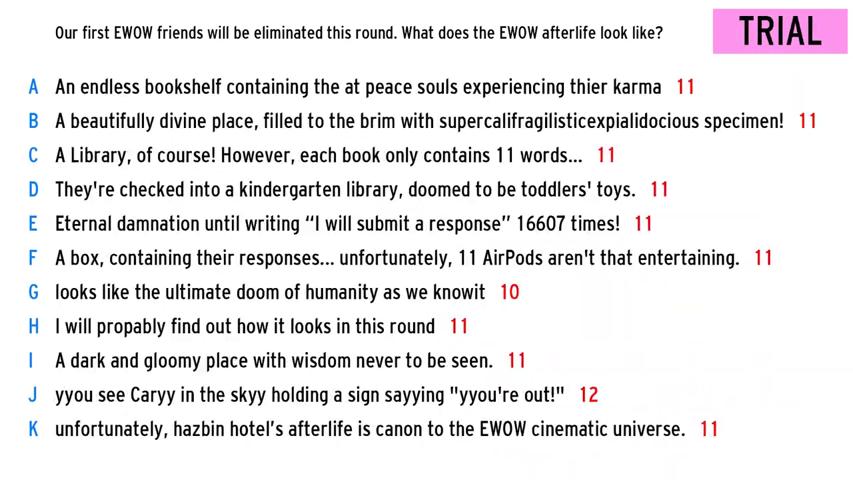 Our first EWOW friends will be eliminated this round. What does the EWOW afterlife look like?
TRIAL
A An endless bookshelf containing the at peace souls experiencing thier karma 11
B A beautifully divine place, filled to the brim with supercalifragilisticexpialidocious specimen! 11
C A Library, of course! However, each book only contains 11 words... 11
D They're checked into a kindergarten library, doomed to be toddlers' toys. 11
E Eternal damnation until writing “I will submit a response” 16607 times! 11
F A box, containing their responses... unfortunately, 11 AirPods aren't that entertaining. 11
G looks like the ultimate doom of humanity as we knowit 10
H I will propably find out how it looks in this round 11
I A dark and gloomy place with wisdom never to be seen. 11
J yyou see Caryy in the skyy holding a sign sayying "yyou're out!" 12
K unfortunately, hazbin hotel’s afterlife is canon to the EWOW cinematic universe. 11